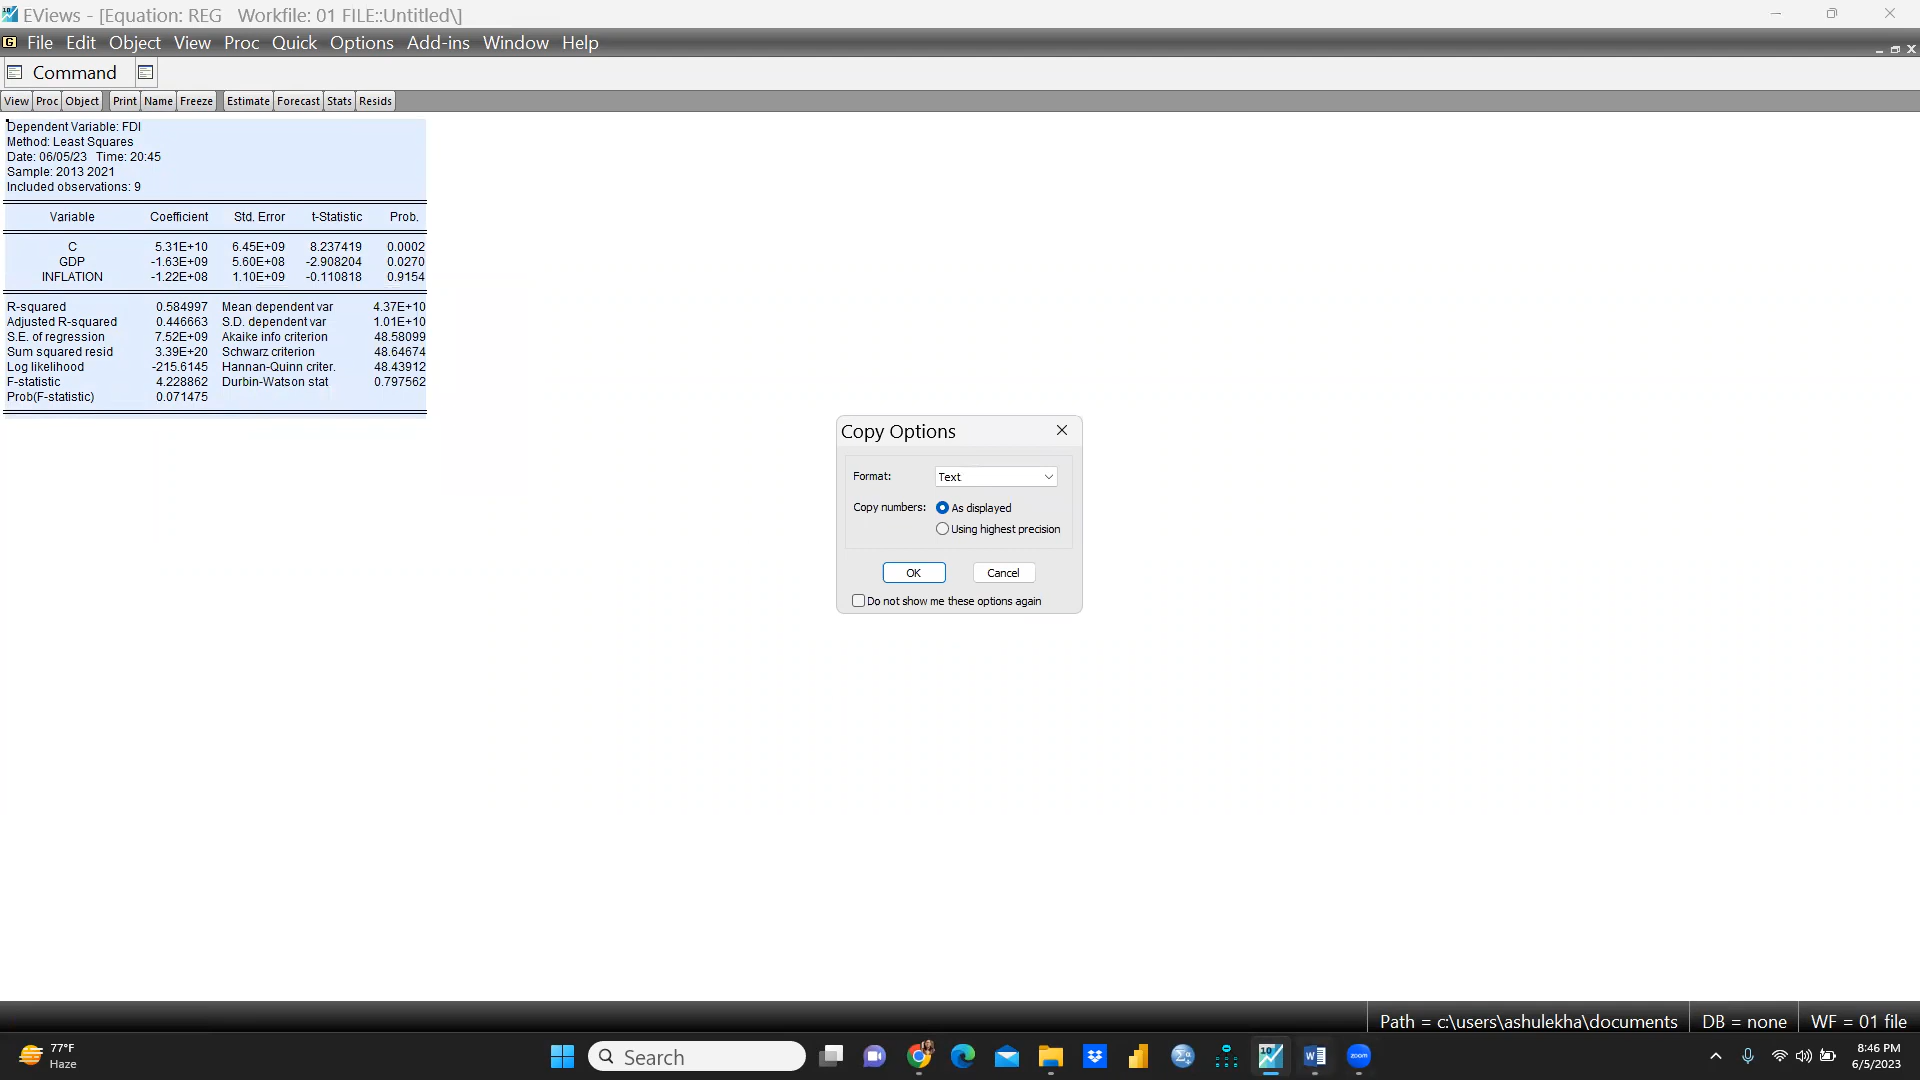 EViews - [Equation: REG   Workfile: 01 FILE::Untitled\]
File Edit Object View Proc Quick Options Add-ins Window Help
Command
View Proc Object Print Name Freeze Estimate Forecast Stats Resids
Dependent Variable: FDI
Method: Least Squares
Date: 06/05/23   Time: 20:45
Sample: 2013 2021
Included observations: 9
Variable Coefficient Std. Error t-Statistic Prob.
C 5.31E+10 6.45E+09 8.237419 0.0002
GDP -1.63E+09 5.60E+08 -2.908204 0.0270
INFLATION -1.22E+08 1.10E+09 -0.110818 0.9154
R-squared 0.584997 Mean dependent var 4.37E+10
Adjusted R-squared 0.446663 S.D. dependent var 1.01E+10
S.E. of regression 7.52E+09 Akaike info criterion 48.58099
Sum squared resid 3.39E+20 Schwarz criterion 48.64674
Log likelihood -215.6145 Hannan-Quinn criter. 48.43912
F-statistic 4.228862 Durbin-Watson stat 0.797562
Prob(F-statistic) 0.071475
Copy Options
Format: Text
Copy numbers: As displayed
Using highest precision
OK Cancel
Do not show me these options again
Path = c:\users\ashulekha\documents DB = none WF = 01 file
77°F
Haze
Search
10
W
zoom
8:46 PM
6/5/2023